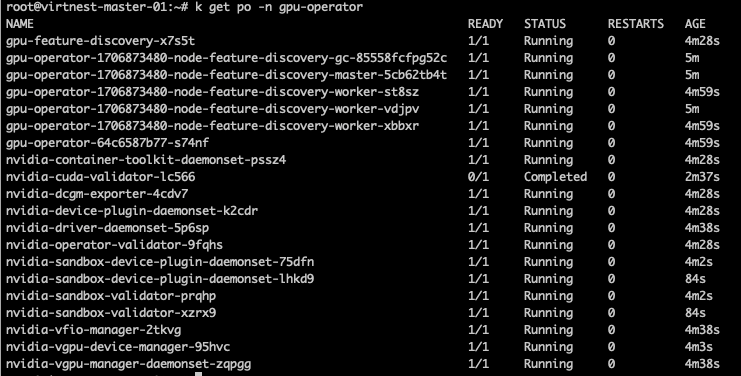 root@virtnest-master-01:~# k get po -n gpu-operator
NAME READY STATUS RESTARTS AGE
gpu-feature-discovery-x7s5t 1/1 Running 0 4m28s
gpu-operator-1706873480-node-feature-discovery-gc-85558fcfpg52c 1/1 Running 0 5m
gpu-operator-1706873480-node-feature-discovery-master-5cb62tb4t 1/1 Running 0 5m
gpu-operator-1706873480-node-feature-discovery-worker-st8sz 1/1 Running 0 4m59s
gpu-operator-1706873480-node-feature-discovery-worker-vdjpv 1/1 Running 0 5m
gpu-operator-1706873480-node-feature-discovery-worker-xbbxr 1/1 Running 0 4m59s
gpu-operator-64c6587b77-s74nf 1/1 Running 0 4m59s
nvidia-container-toolkit-daemonset-pssz4 1/1 Running 0 4m28s
nvidia-cuda-validator-lc566 0/1 Completed 0 2m37s
nvidia-dcgm-exporter-4cdv7 1/1 Running 0 4m28s
nvidia-device-plugin-daemonset-k2cdr 1/1 Running 0 4m28s
nvidia-driver-daemonset-5p6sp 1/1 Running 0 4m38s
nvidia-operator-validator-9fqhs 1/1 Running 0 4m28s
nvidia-sandbox-device-plugin-daemonset-75dfn 1/1 Running 0 4m2s
nvidia-sandbox-device-plugin-daemonset-lhkd9 1/1 Running 0 84s
nvidia-sandbox-validator-prqhp 1/1 Running 0 4m2s
nvidia-sandbox-validator-xzrx9 1/1 Running 0 84s
nvidia-vfio-manager-2tkvg 1/1 Running 0 4m38s
nvidia-vgpu-device-manager-95hvc 1/1 Running 0 4m3s
nvidia-vgpu-manager-daemonset-zqpgg 1/1 Running 0 4m38s